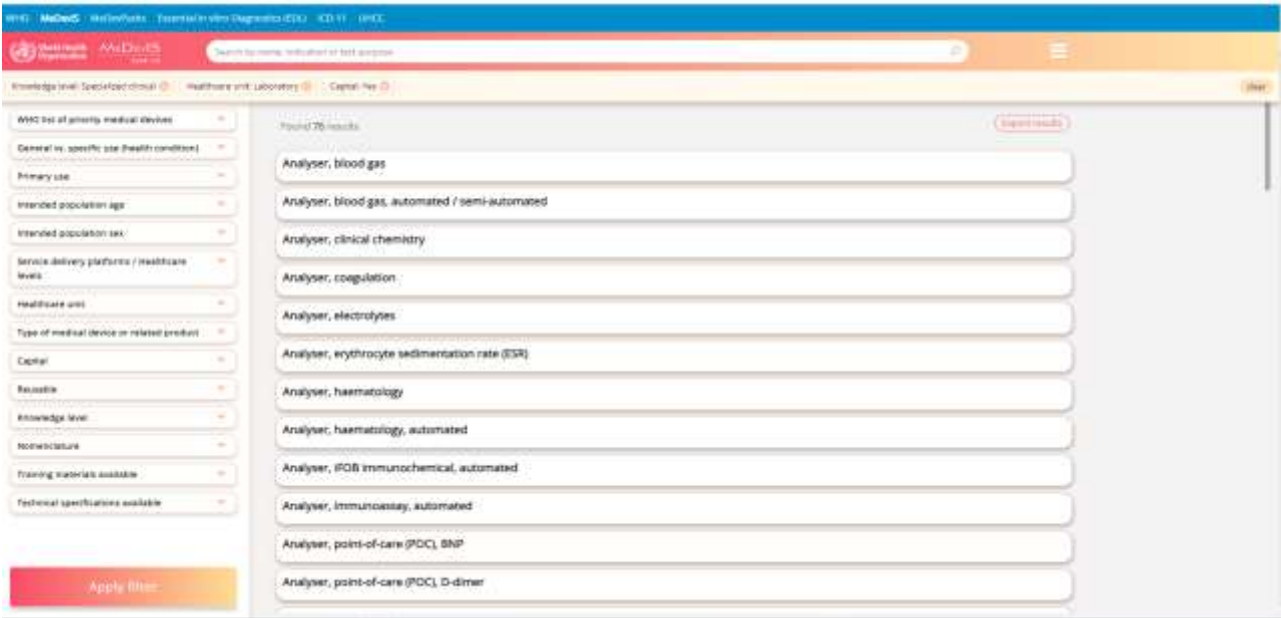 WHO MeDevIS MeDevPacks Essential In Vitro Diagnostics (EDL) ICD-11 UHCC
World Health Organization MeDevIS
Search by name, indication or test purpose
Knowledge level: Specialized clinical Healthcare unit: Laboratory Capital: Yes clear
WHO list of priority medical devices
General vs. specific use (health condition)
Primary use
Intended population age
Intended population sex
Service delivery platforms / Healthcare
levels
Healthcare unit
Type of medical device or related product
Capital
Reusable
Knowledge level
Nomenclature
Training materials available
Technical specifications available
Apply filter
Found 76 results
Export results
Analyser, blood gas
Analyser, blood gas, automated / semi-automated
Analyser, clinical chemistry
Analyser, coagulation
Analyser, electrolytes
Analyser, erythrocyte sedimentation rate (ESR)
Analyser, haematology
Analyser, haematology, automated
Analyser, iFOB immunochemical, automated
Analyser, immunoassay, automated
Analyser, point-of-care (POC), BNP
Analyser, point-of-care (POC), D-dimer